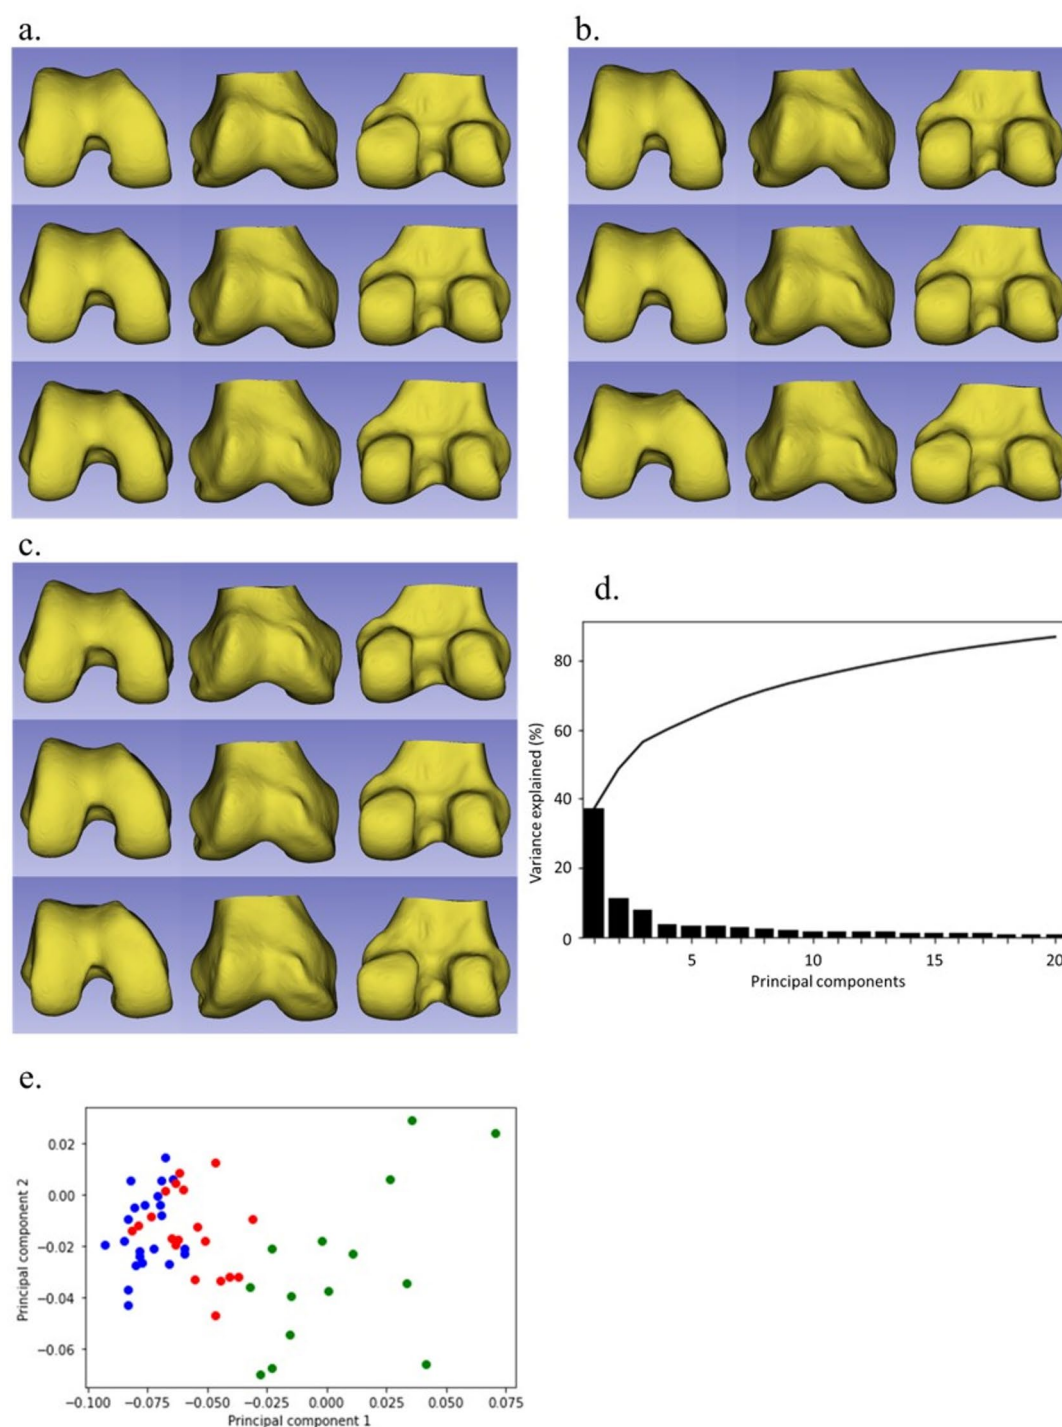 a.
b.
c.
d.
80
60
40
20
0
Variance explained (%)
5
10
15
20
Principal components
e.
0.02
0.00
−0.02
−0.04
−0.06
Principal component 2
−0.100
−0.075
−0.050
−0.025
0.000
0.025
0.050
0.075
Principal component 1